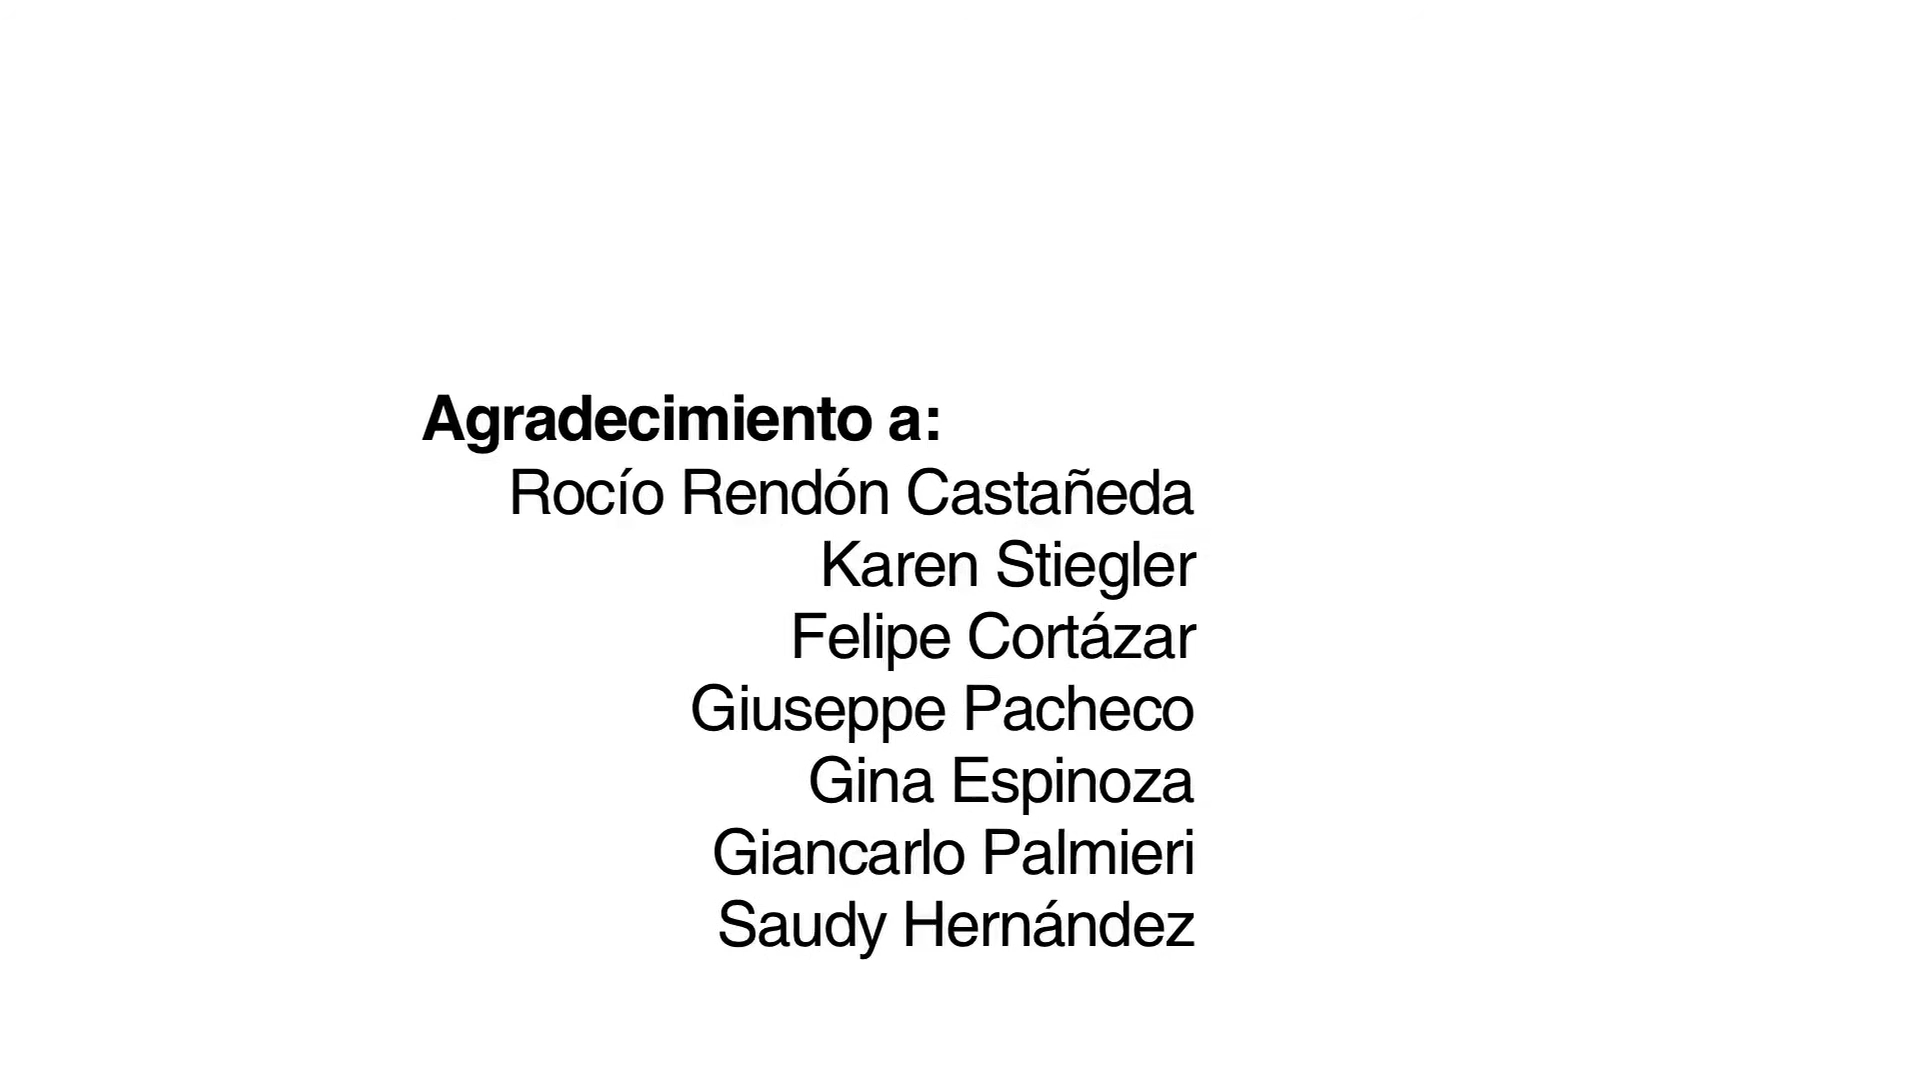 Agradecimiento a:
Rocío Rendón Castañeda
Karen Stiegler
Felipe Cortázar
Giuseppe Pacheco
Gina Espinoza
Giancarlo Palmieri
Saudy Hernández